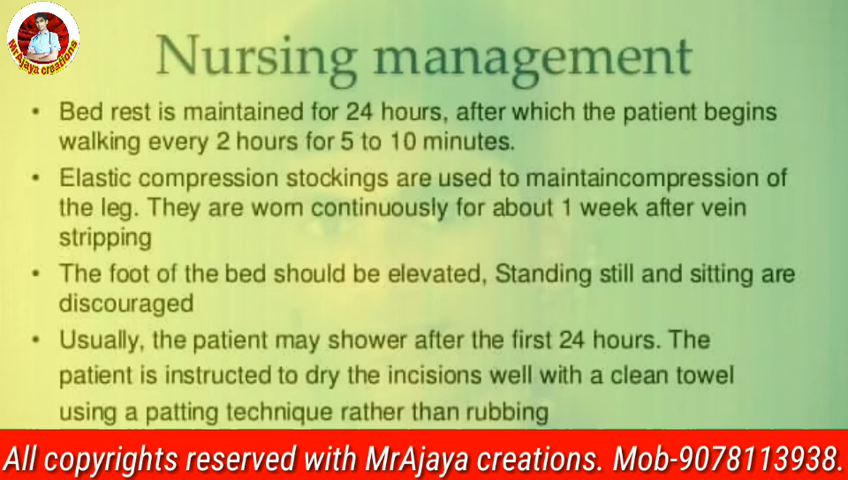 MrAjaya creations
Nursing management
• Bed rest is maintained for 24 hours, after which the patient begins
walking every 2 hours for 5 to 10 minutes.
• Elastic compression stockings are used to maintaincompression of
the leg. They are worn continuously for about 1 week after vein
stripping
• The foot of the bed should be elevated, Standing still and sitting are
discouraged
• Usually, the patient may shower after the first 24 hours. The
patient is instructed to dry the incisions well with a clean towel
using a patting technique rather than rubbing
All copyrights reserved with MrAjaya creations. Mob-9078113938.